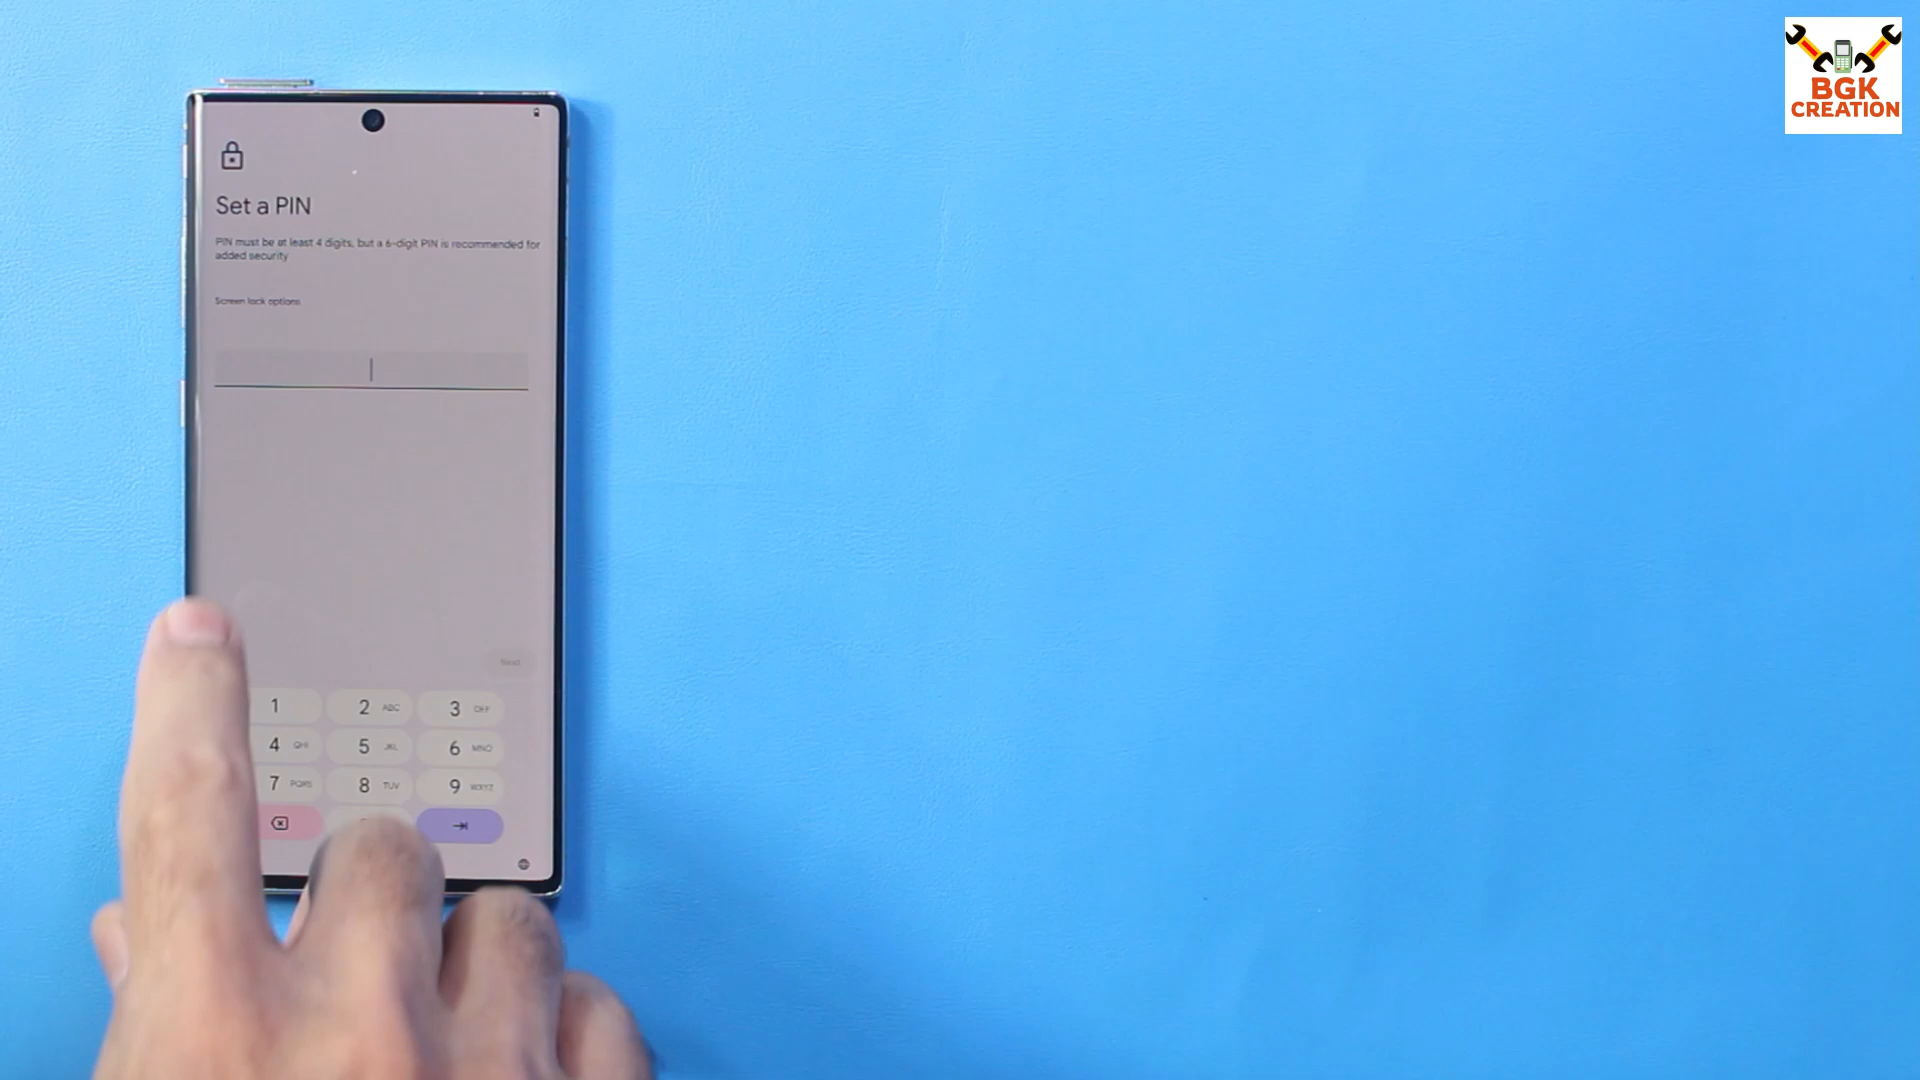 BGK
CREATION
Set a PIN
PIN must be at least 4 digits, but a 6-digit PIN is recommended for
added security
Screen lock options
Next
1 2 ABC 3 DEF
4 GHI 5 JKL 6 MNO
7 PQRS 8 TUV 9 WXYZ